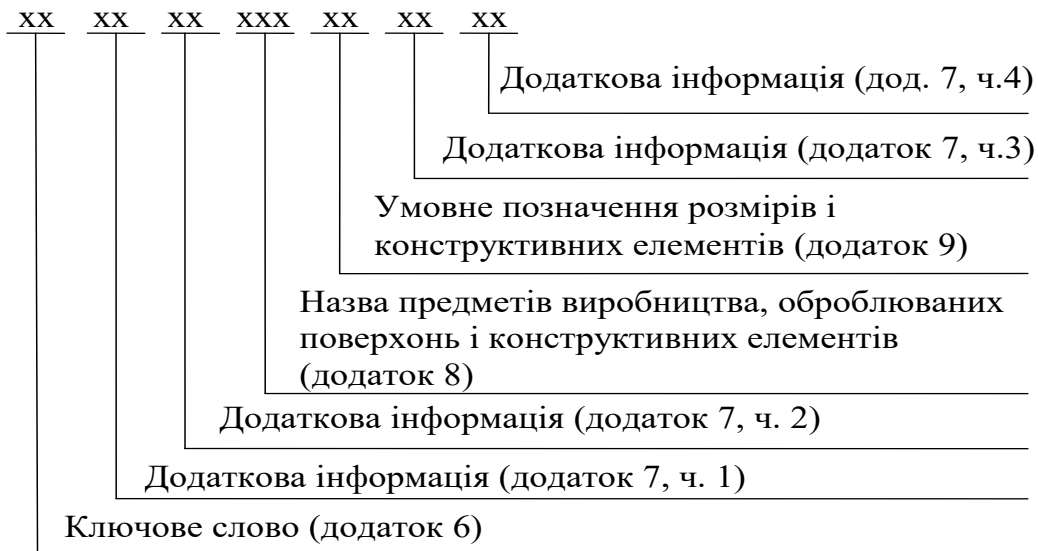 хх хх хх ххх хх хх хх
Додаткова інформація (дод. 7, ч.4)
Додаткова інформація (додаток 7, ч.3)
Умовне позначення розмірів і
конструктивних елементів (додаток 9)
Назва предметів виробництва, оброблюваних
поверхонь і конструктивних елементів
(додаток 8)
Додаткова інформація (додаток 7, ч. 2)
Додаткова інформація (додаток 7, ч. 1)
Ключове слово (додаток 6)